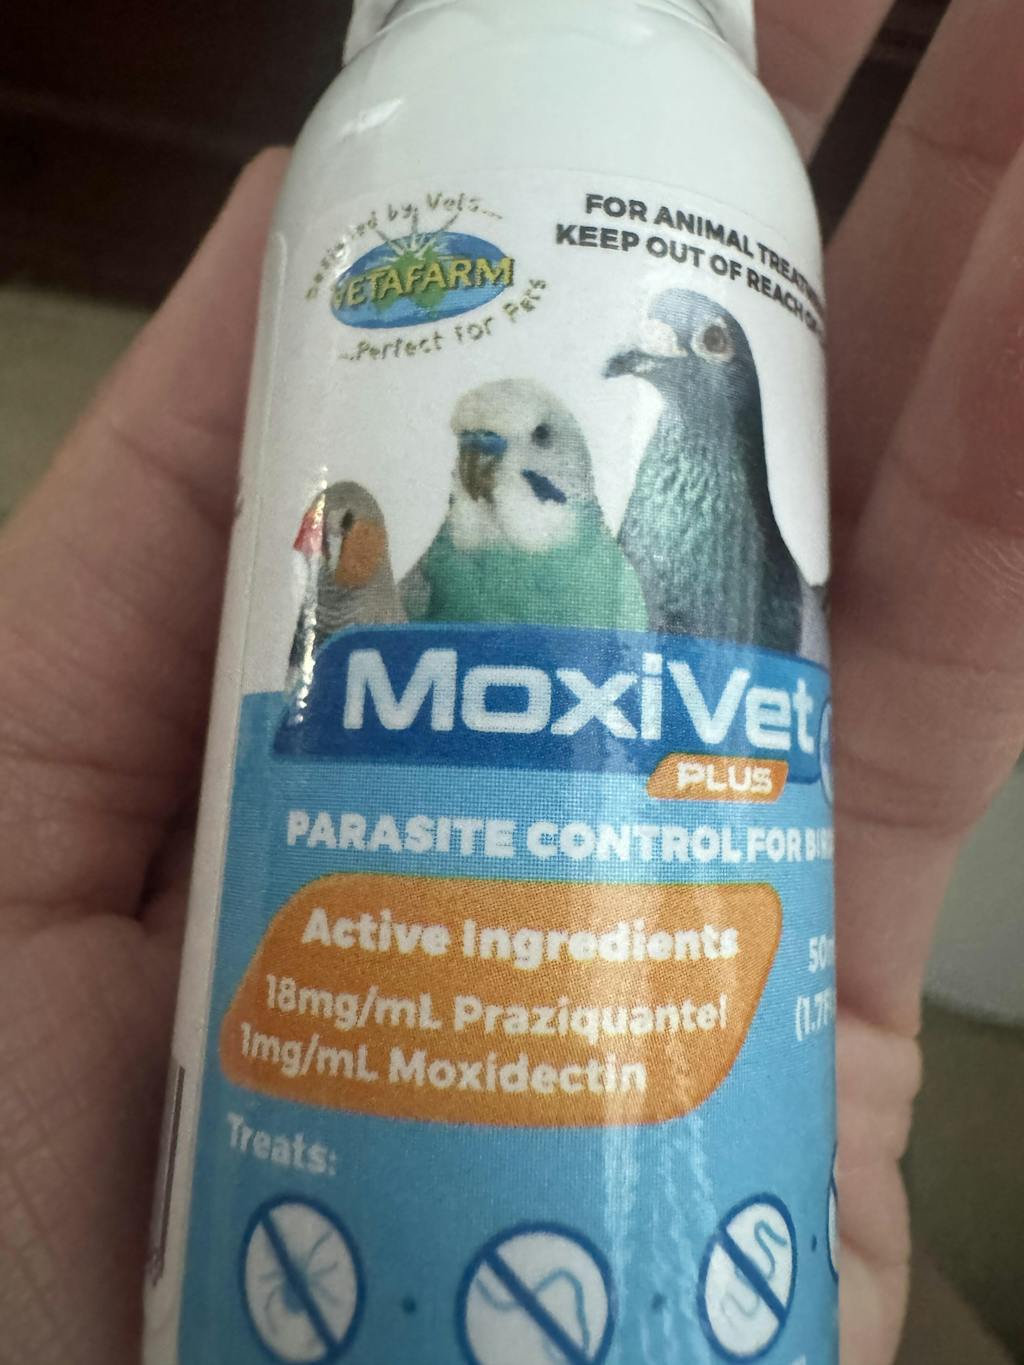 Designed by Vets...
VETAFARM
...Perfect For Pets
FOR ANIMAL
KEEP OUT OF REACH
MoxiVet
PLUS
PARASITE CONTROL FOR
Active Ingredients
18mg/mL Praziquantel
1mg/mL Moxidectin
Treats: